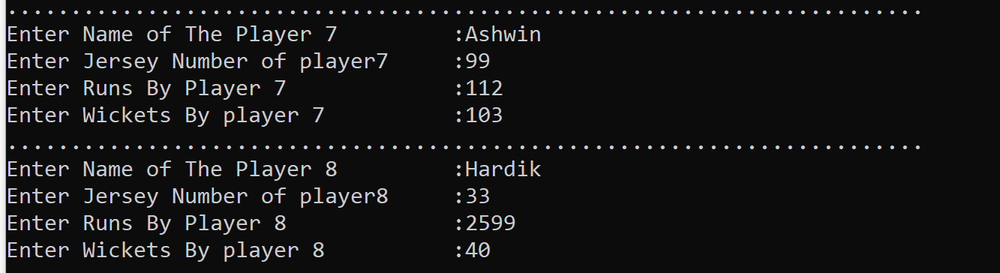 .........................................................................
Enter Name of The Player 7         :Ashwin
Enter Jersey Number of player7     :99
Enter Runs By Player 7             :112
Enter Wickets By player 7          :103
.........................................................................
Enter Name of The Player 8         :Hardik
Enter Jersey Number of player8     :33
Enter Runs By Player 8             :2599
Enter Wickets By player 8          :40